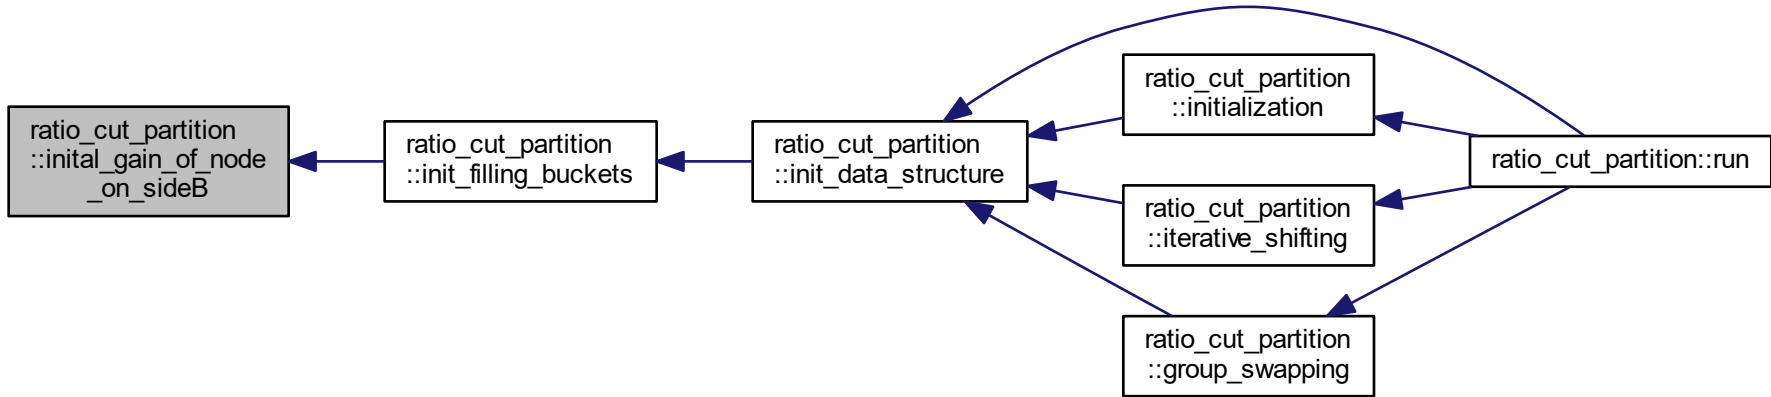 ratio_cut_partition
::inital_gain_of_node
_on_sideB
ratio_cut_partition
::init_filling_buckets
ratio_cut_partition
::init_data_structure
ratio_cut_partition
::initialization
ratio_cut_partition
::iterative_shifting
ratio_cut_partition
::group_swapping
ratio_cut_partition::run